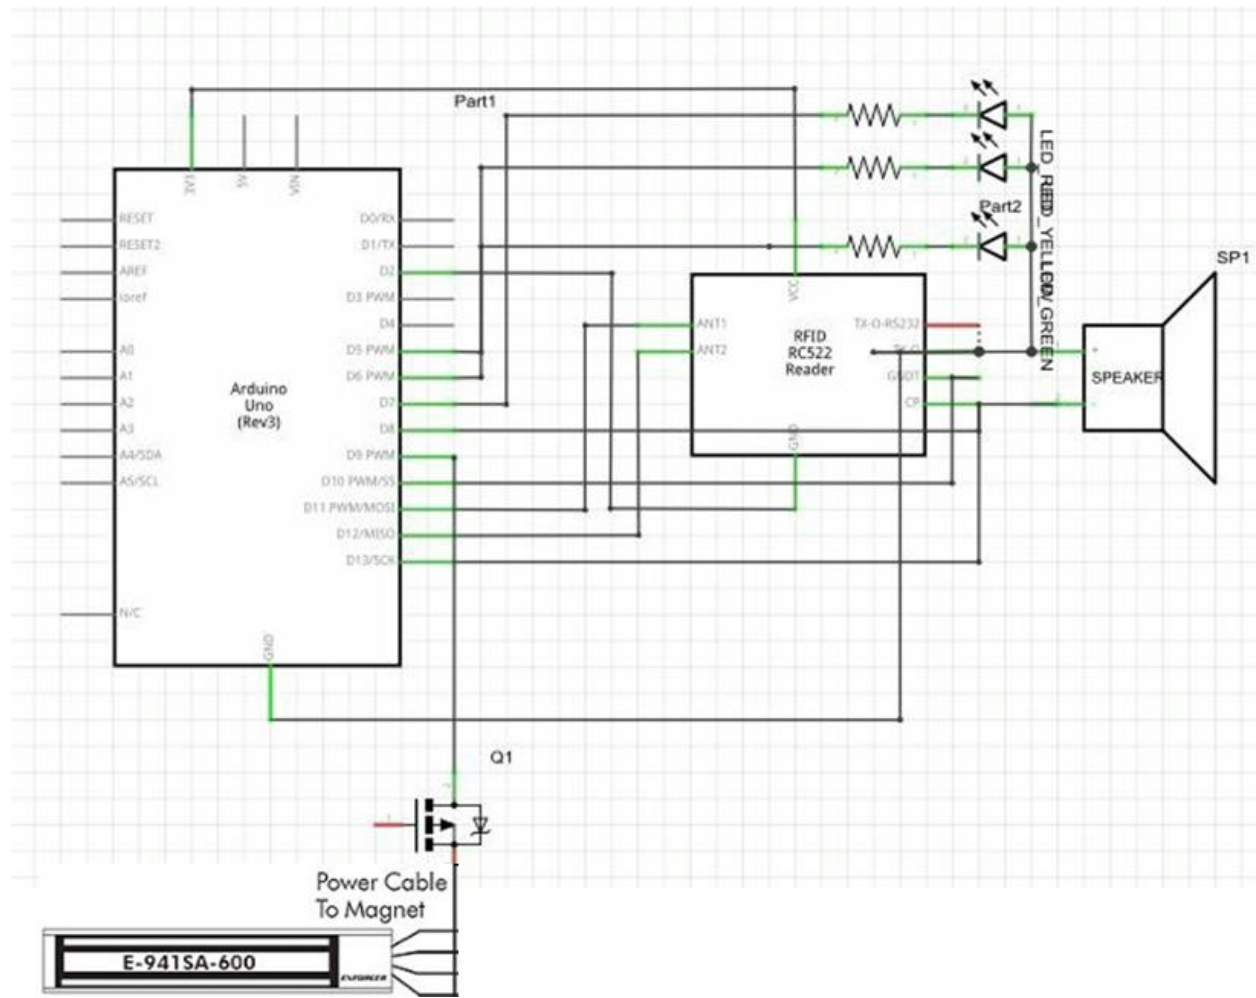 Part1
3V3
5V
VIN
RESET
RESET2
AREF
ioref
A0
A1
A2
A3
A4/SDA
A5/SCL
N/C
D0/RX
D1/TX
D2
D3 PWM
D4
D5 PWM
D6 PWM
D7
D8
D9 PWM
D10 PWM/SS
D11 PWM/MOSI
D12/MISO
D13/SCK
GND
Arduino
Uno
(Rev3)
Part2
VCC
ANT1
ANT2
RFID
RC522
Reader
TX-O-RS232
CP
GND
LED_GREEN
SP1
+
-
SPEAKER
Q1
Power Cable
To Magnet
E-941SA-600
ENFORCER